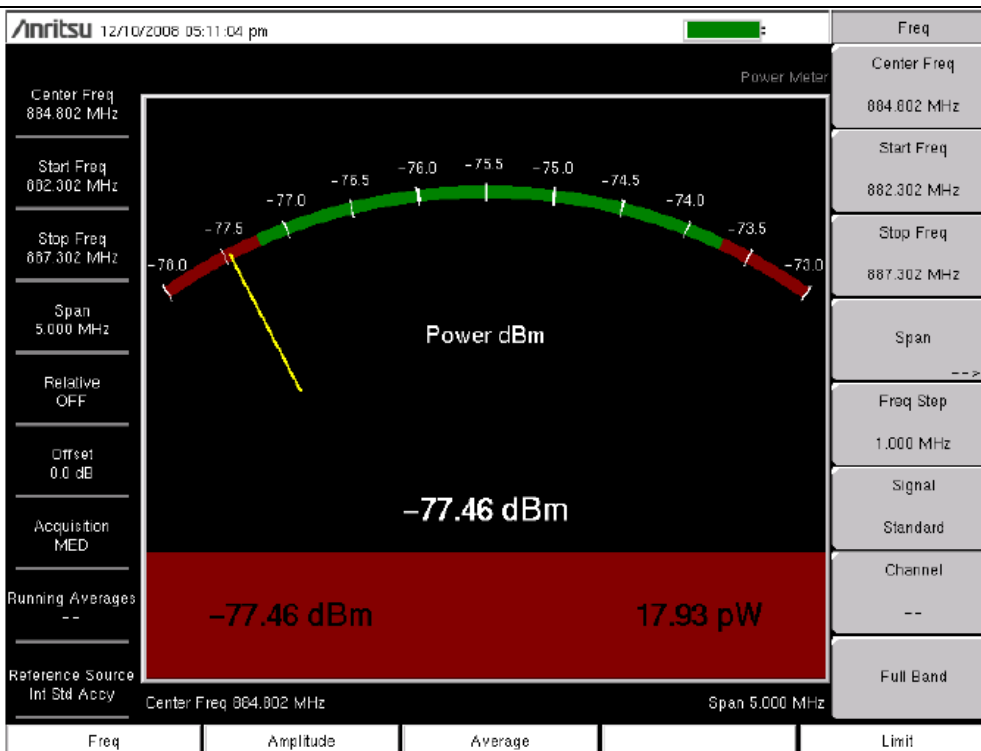 /inritsu 12/10/2008 05:11:04 pm
Power Meter
Center Freq
884.802 MHz
Start Freq
882.302 MHz
Stop Freq
887.302 MHz
Span
5.000 MHz
Relative
OFF
Offset
0.0 dB
Acquisition
MED
Running Averages
--
Reference Source
Int Std Accy
-78.0
-77.5
-77.0
-76.5
-76.0
-75.5
-75.0
-74.5
-74.0
-73.5
-73.0
Power dBm
-77.46 dBm
-77.46 dBm 17.93 pW
Center Freq 884.802 MHz Span 5.000 MHz
Freq
Center Freq
884.802 MHz
Start Freq
882.302 MHz
Stop Freq
887.302 MHz
Span
-->
Freq Step
1.000 MHz
Signal
Standard
Channel
--
Full Band
Freq Amplitude Average Limit